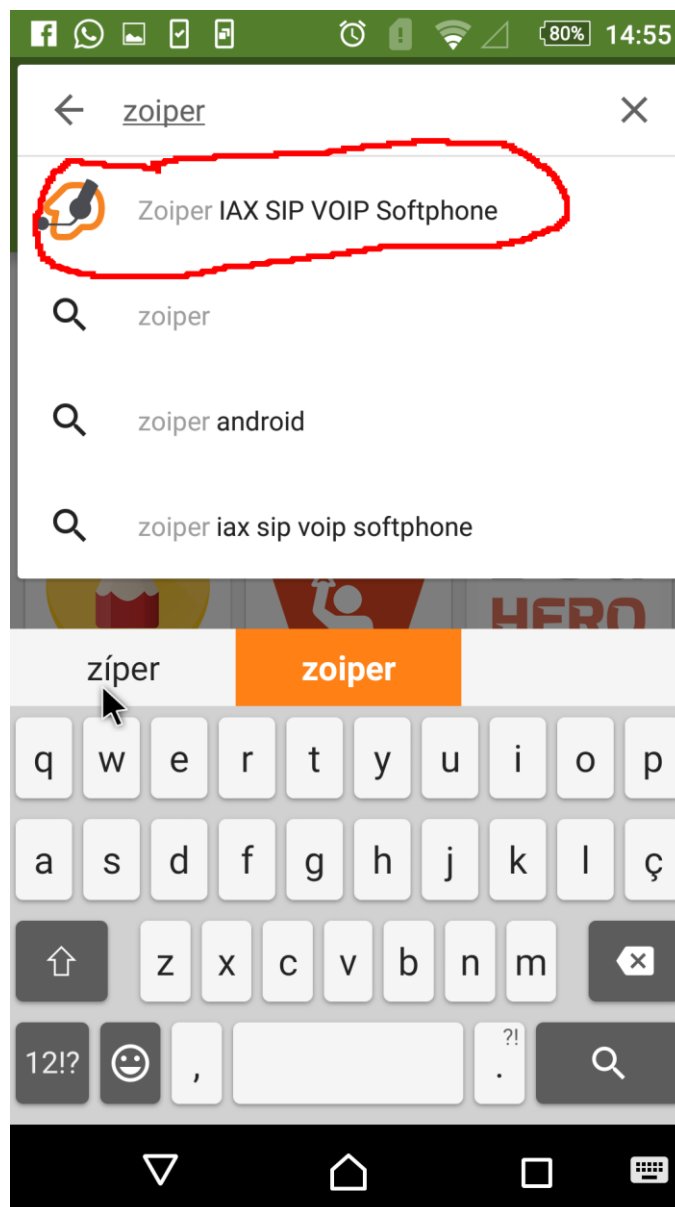 80% 14:55
zoiper
Zoiper IAX SIP VOIP Softphone
zoiper
zoiper android
zoiper iax sip voip softphone
HERO
zíper zoiper
q w e r t y u i o p
a s d f g h j k l ç
z x c v b n m
12!? , ?! .